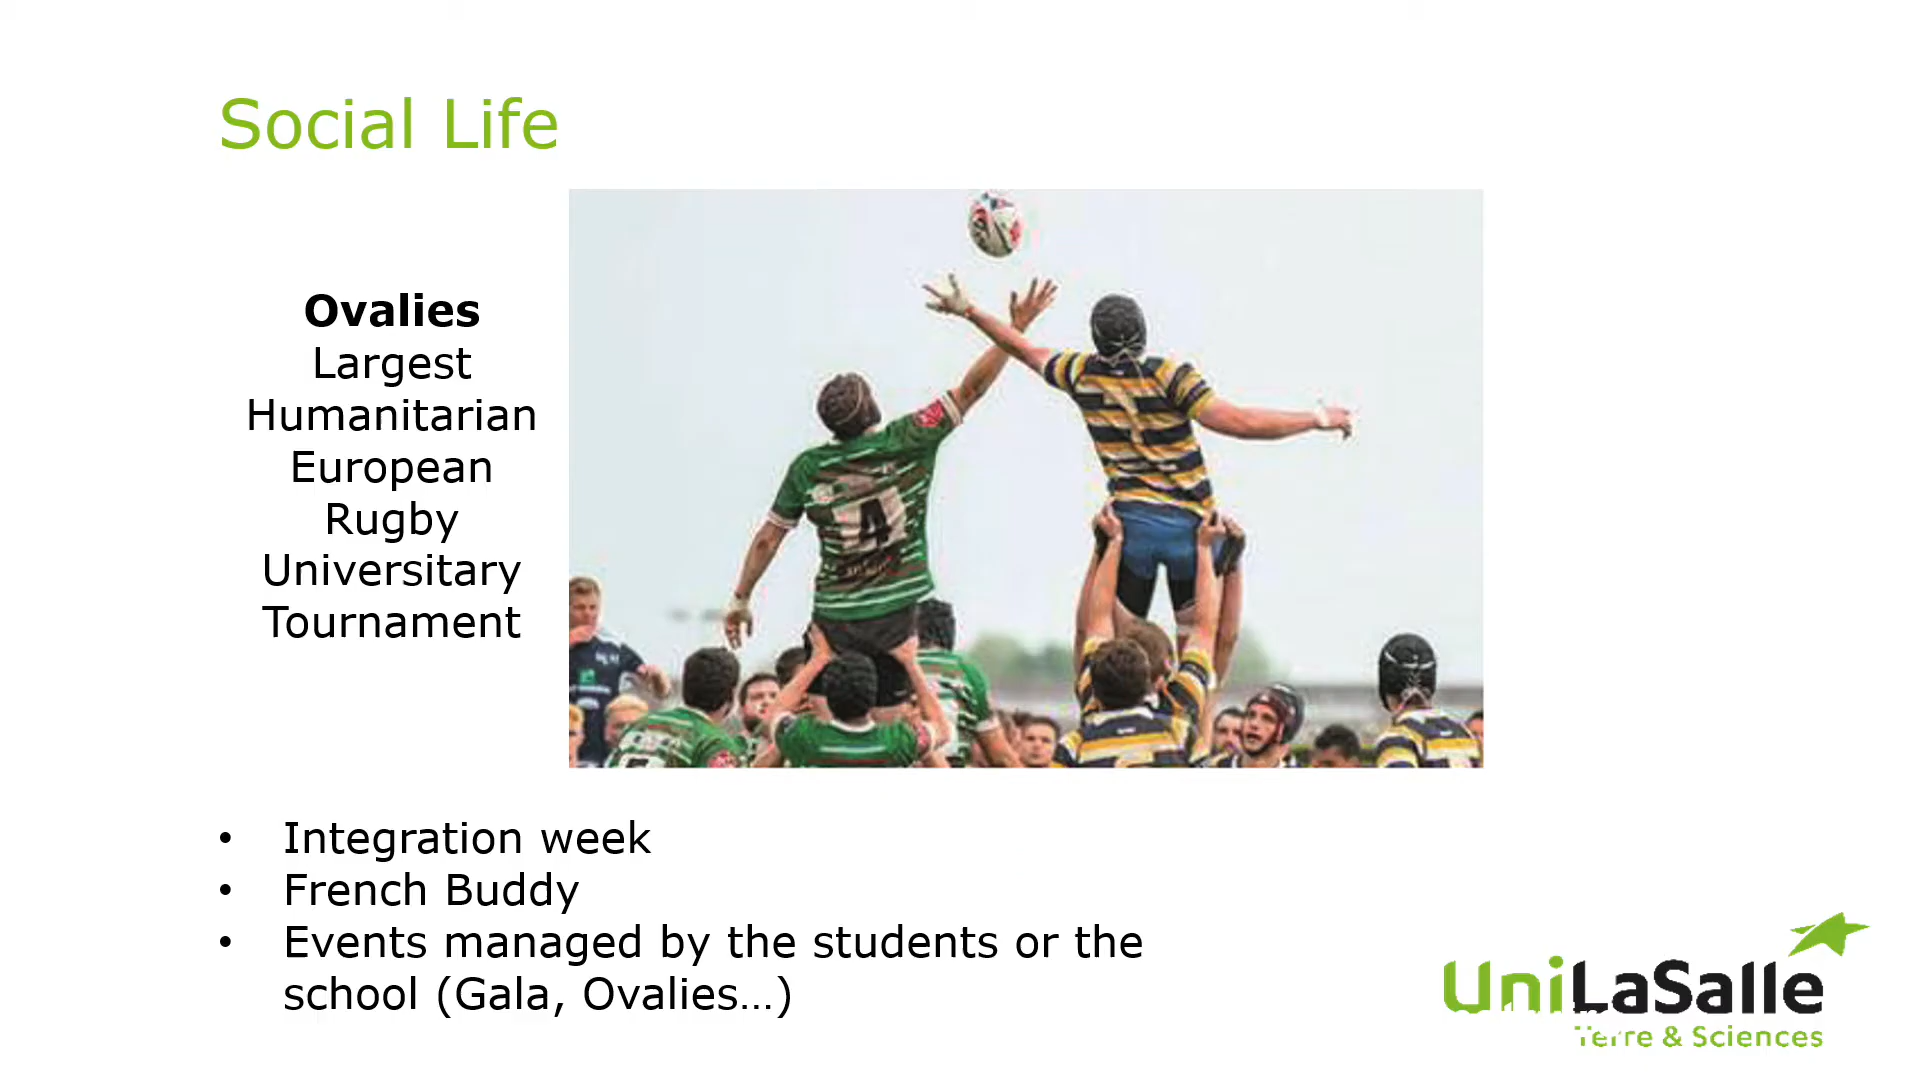 Social Life
Ovalies
Largest
Humanitarian
European
Rugby
Universitary
Tournament
4
• Integration week
• French Buddy
• Events managed by the students or the
school (Gala, Ovalies…)
UniLaSalle
Terre & Sciences